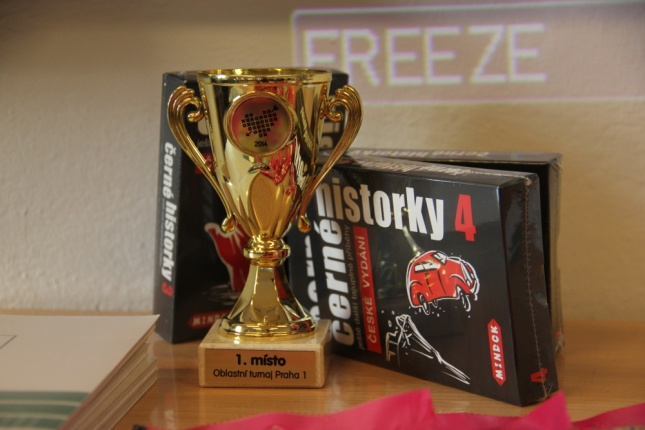 FREEZE
2014
1. místo
Oblastní turnaj Praha 1
černé historky 3
MINDOK
černé
historky 4
ČESKÉ VYDÁNÍ
MINDOK
4